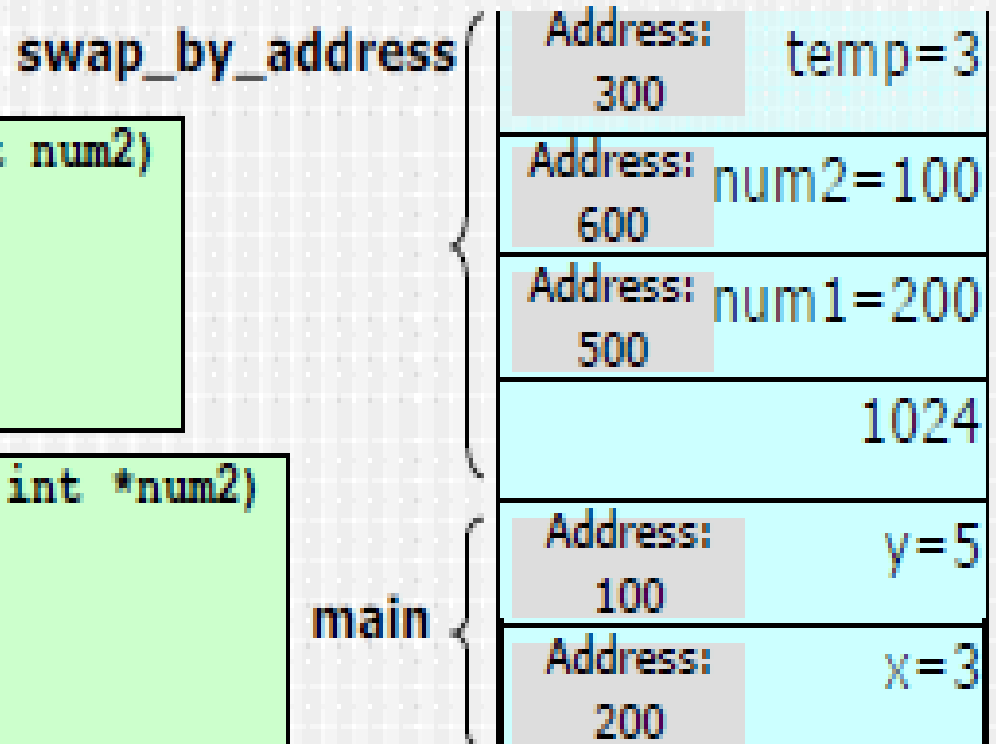 swap_by_address
Address:
300
temp=3
num2)
Address:
600
num2=100
Address:
500
num1=200
1024
int *num2)
Address:
100
y=5
main
Address:
200
x=3